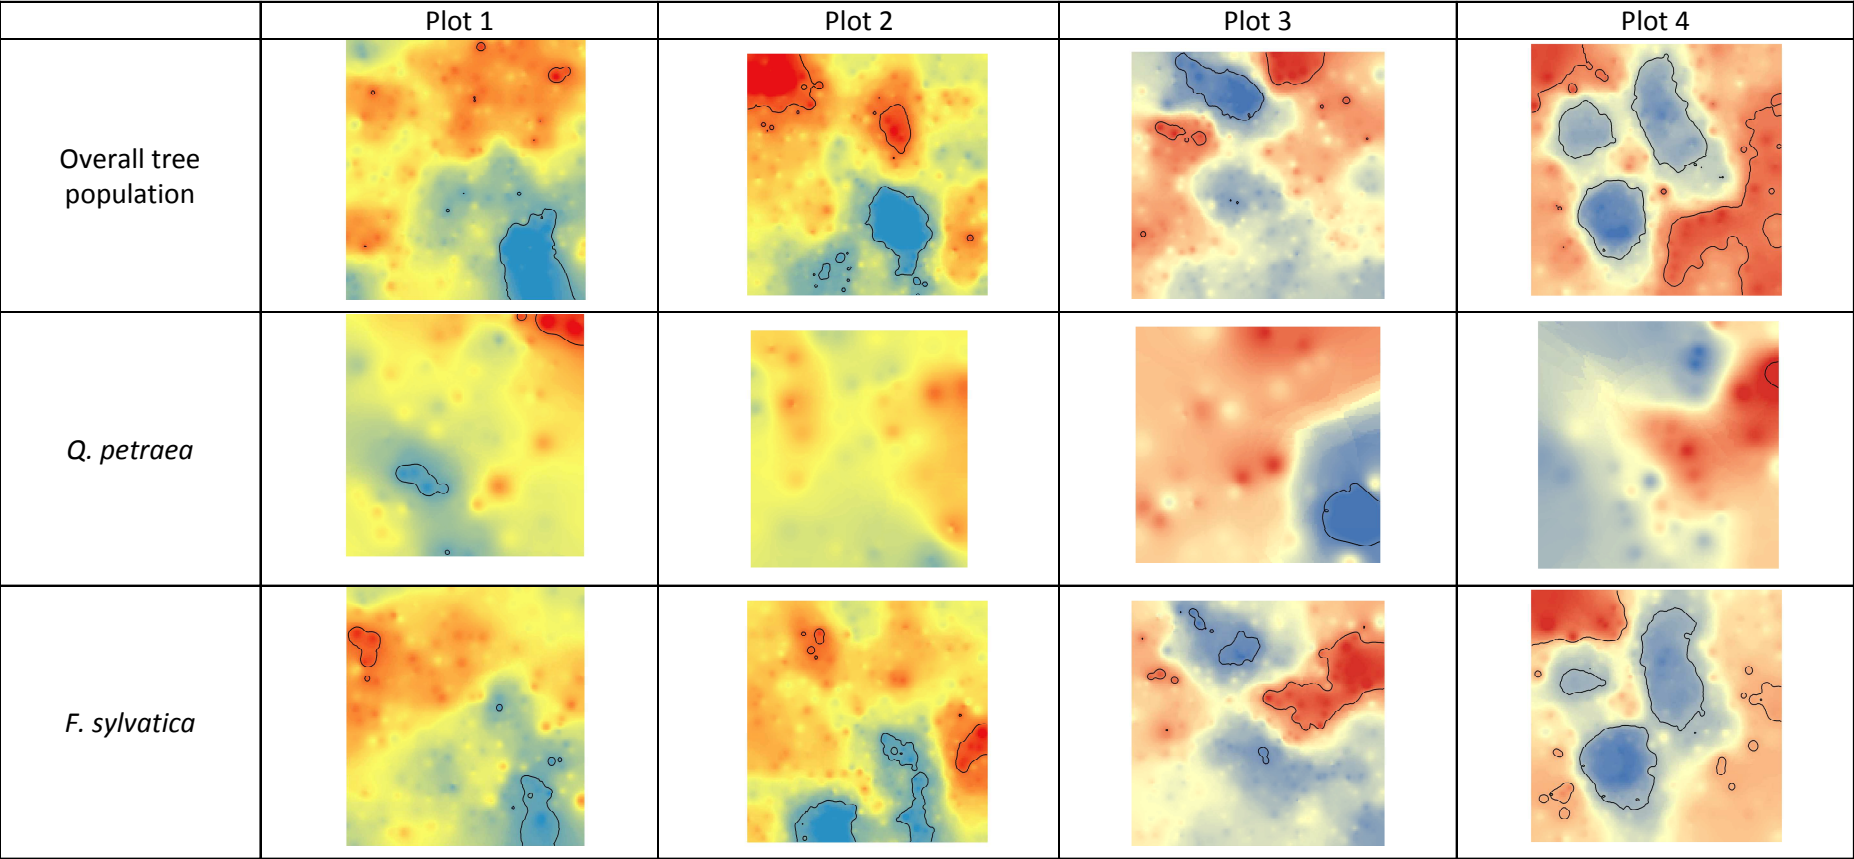 Plot 1 Plot 2 Plot 3 Plot 4
Overall tree
population
Q. petraea
F. sylvatica